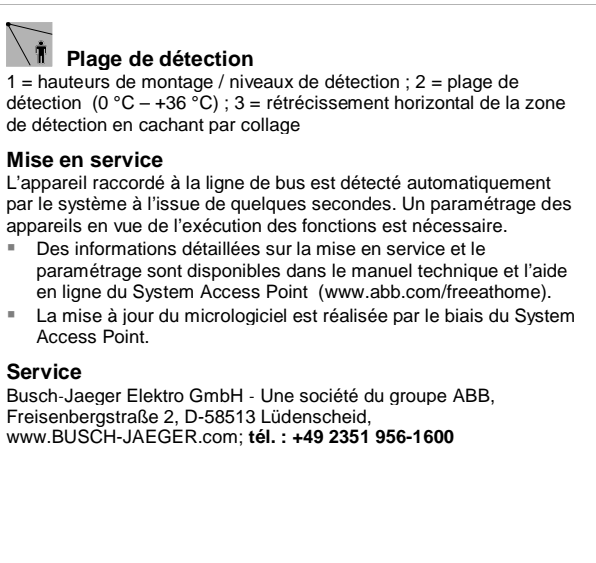 Plage de détection
1 = hauteurs de montage / niveaux de détection ; 2 = plage de
détection (0 °C – +36 °C) ; 3 = rétrécissement horizontal de la zone
de détection en cachant par collage
Mise en service
L’appareil raccordé à la ligne de bus est détecté automatiquement
par le système à l’issue de quelques secondes. Un paramétrage des
appareils en vue de l’exécution des fonctions est nécessaire.
▪ Des informations détaillées sur la mise en service et le
paramétrage sont disponibles dans le manuel technique et l’aide
en ligne du System Access Point (www.abb.com/freeathome).
▪ La mise à jour du micrologiciel est réalisée par le biais du System
Access Point.
Service
Busch-Jaeger Elektro GmbH - Une société du groupe ABB,
Freisenbergstraße 2, D-58513 Lüdenscheid,
www.BUSCH-JAEGER.com; tél. : +49 2351 956-1600